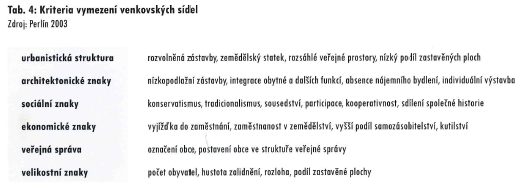 Tab. 4: Kriteria vymezení venkovských sídel
Zdroj: Perlín 2003
urbanistická struktura rozvolněná zástavby, zemědělský statek, rozsáhlé veřejné prostory, nízký podíl zastavěných ploch
architektonické znaky nízkopodlažní zástavby, integrace obytné a dalších funkcí, absence nájemního bydlení, individuální výstavba
sociální znaky konservatismus, tradicionalismus, sousedství, participace, kooperativnost, sdílení společné historie
ekonomické znaky vyjížďka do zaměstnání, zaměstnanost v zemědělství, vyšší podíl samozásobitelství, kutilství
veřejná správa označení obce, postavení obce ve struktuře veřejné správy
velikostní znaky počet obyvatel, hustota zalidnění, rozloha, podíl zastavěné plochy